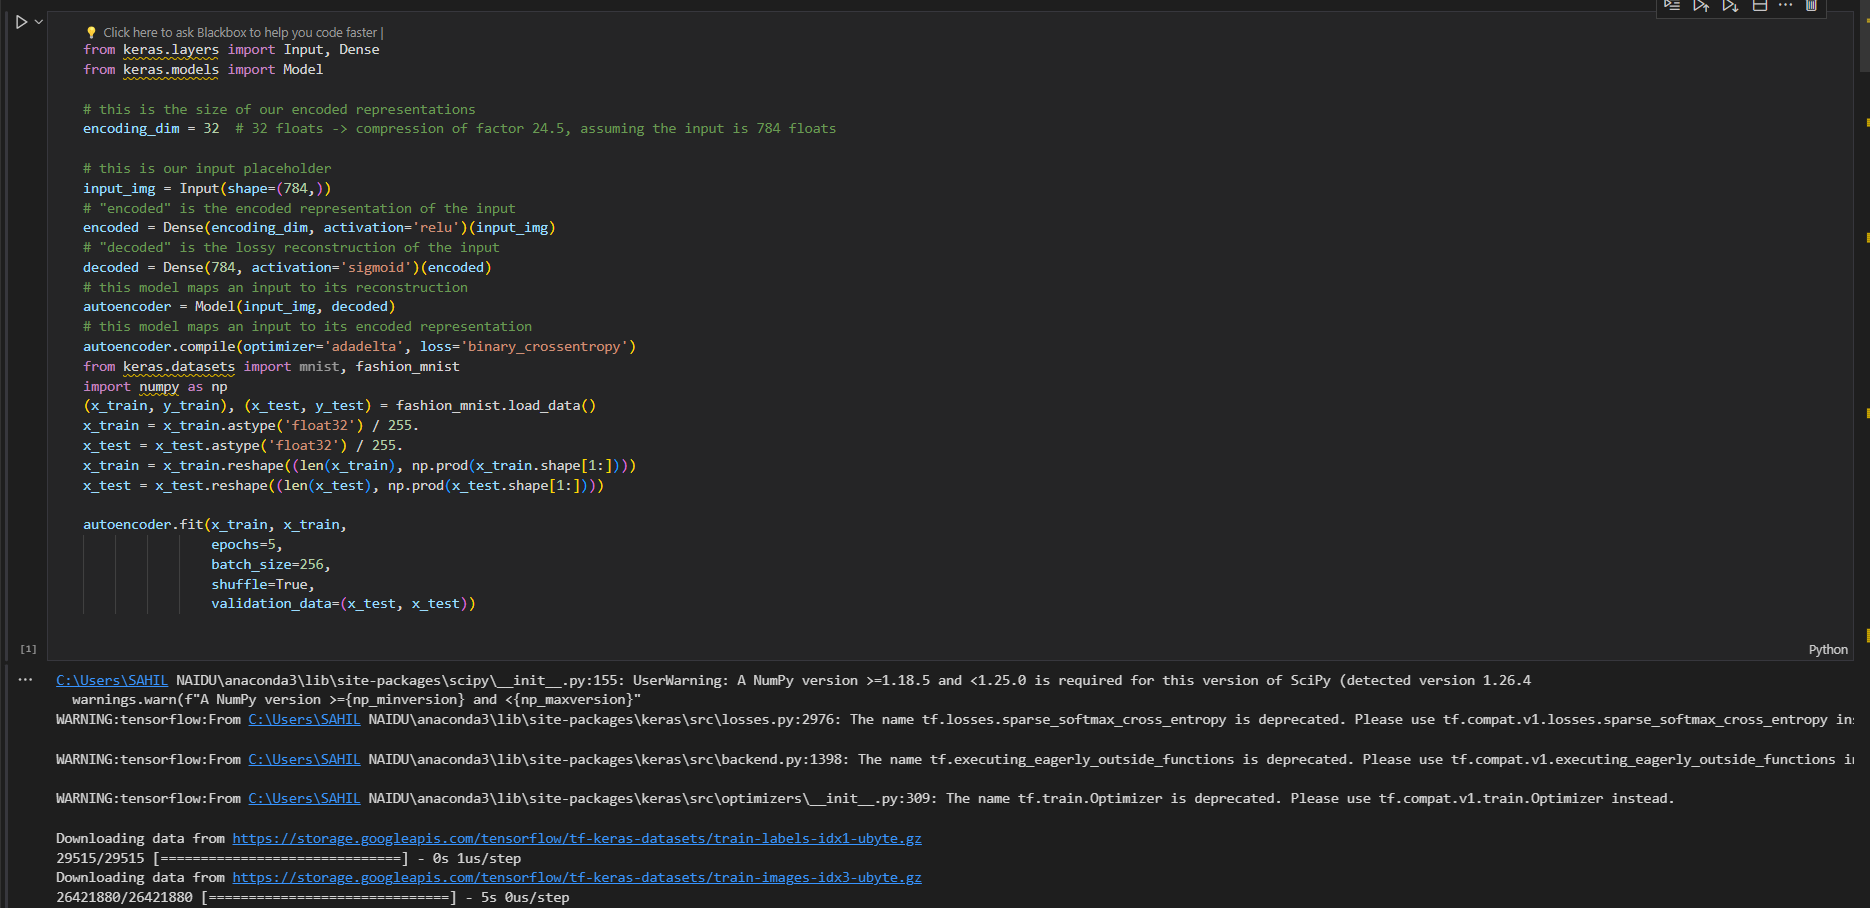 Click here to ask Blackbox to help you code faster |
from keras.layers import Input, Dense
from keras.models import Model
# this is the size of our encoded representations
encoding_dim = 32  # 32 floats -> compression of factor 24.5, assuming the input is 784 floats
# this is our input placeholder
input_img = Input(shape=(784,))
# "encoded" is the encoded representation of the input
encoded = Dense(encoding_dim, activation='relu')(input_img)
# "decoded" is the lossy reconstruction of the input
decoded = Dense(784, activation='sigmoid')(encoded)
# this model maps an input to its reconstruction
autoencoder = Model(input_img, decoded)
# this model maps an input to its encoded representation
autoencoder.compile(optimizer='adadelta', loss='binary_crossentropy')
from keras.datasets import mnist, fashion_mnist
import numpy as np
(x_train, y_train), (x_test, y_test) = fashion_mnist.load_data()
x_train = x_train.astype('float32') / 255.
x_test = x_test.astype('float32') / 255.
x_train = x_train.reshape((len(x_train), np.prod(x_train.shape[1:])))
x_test = x_test.reshape((len(x_test), np.prod(x_test.shape[1:])))
autoencoder.fit(x_train, x_train,
                epochs=5,
                batch_size=256,
                shuffle=True,
                validation_data=(x_test, x_test))
[1]
Python
C:\Users\SAHIL NAIDU\anaconda3\lib\site-packages\scipy\__init__.py:155: UserWarning: A NumPy version >=1.18.5 and <1.25.0 is required for this version of SciPy (detected version 1.26.4
  warnings.warn(f"A NumPy version >={np_minversion} and <{np_maxversion}"
WARNING:tensorflow:From C:\Users\SAHIL NAIDU\anaconda3\lib\site-packages\keras\src\losses.py:2976: The name tf.losses.sparse_softmax_cross_entropy is deprecated. Please use tf.compat.v1.losses.sparse_softmax_cross_entropy in
WARNING:tensorflow:From C:\Users\SAHIL NAIDU\anaconda3\lib\site-packages\keras\src\backend.py:1398: The name tf.executing_eagerly_outside_functions is deprecated. Please use tf.compat.v1.executing_eagerly_outside_functions i
WARNING:tensorflow:From C:\Users\SAHIL NAIDU\anaconda3\lib\site-packages\keras\src\optimizers\__init__.py:309: The name tf.train.Optimizer is deprecated. Please use tf.compat.v1.train.Optimizer instead.
Downloading data from https://storage.googleapis.com/tensorflow/tf-keras-datasets/train-labels-idx1-ubyte.gz
29515/29515 [==============================] - 0s 1us/step
Downloading data from https://storage.googleapis.com/tensorflow/tf-keras-datasets/train-images-idx3-ubyte.gz
26421880/26421880 [==============================] - 5s 0us/step